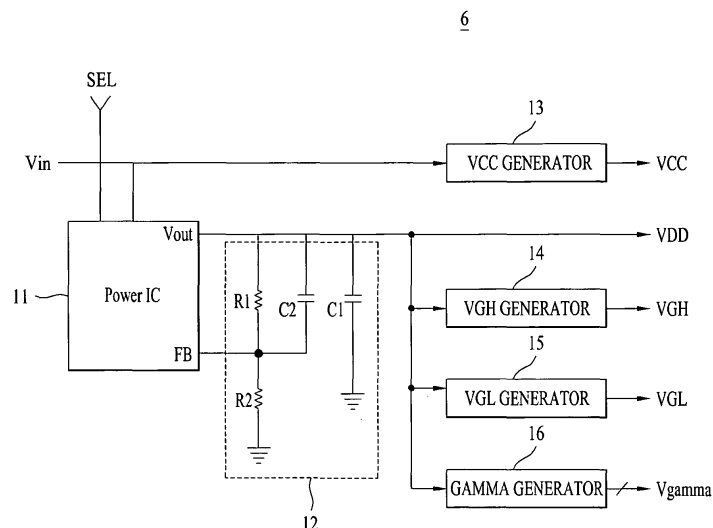 6
SEL
13
Vin
VCC GENERATOR
VCC
Vout
VDD
14
11
Power IC
R1
C2
C1
VGH GENERATOR
VGH
15
FB
R2
VGL GENERATOR
VGL
16
GAMMA GENERATOR
Vgamma
12